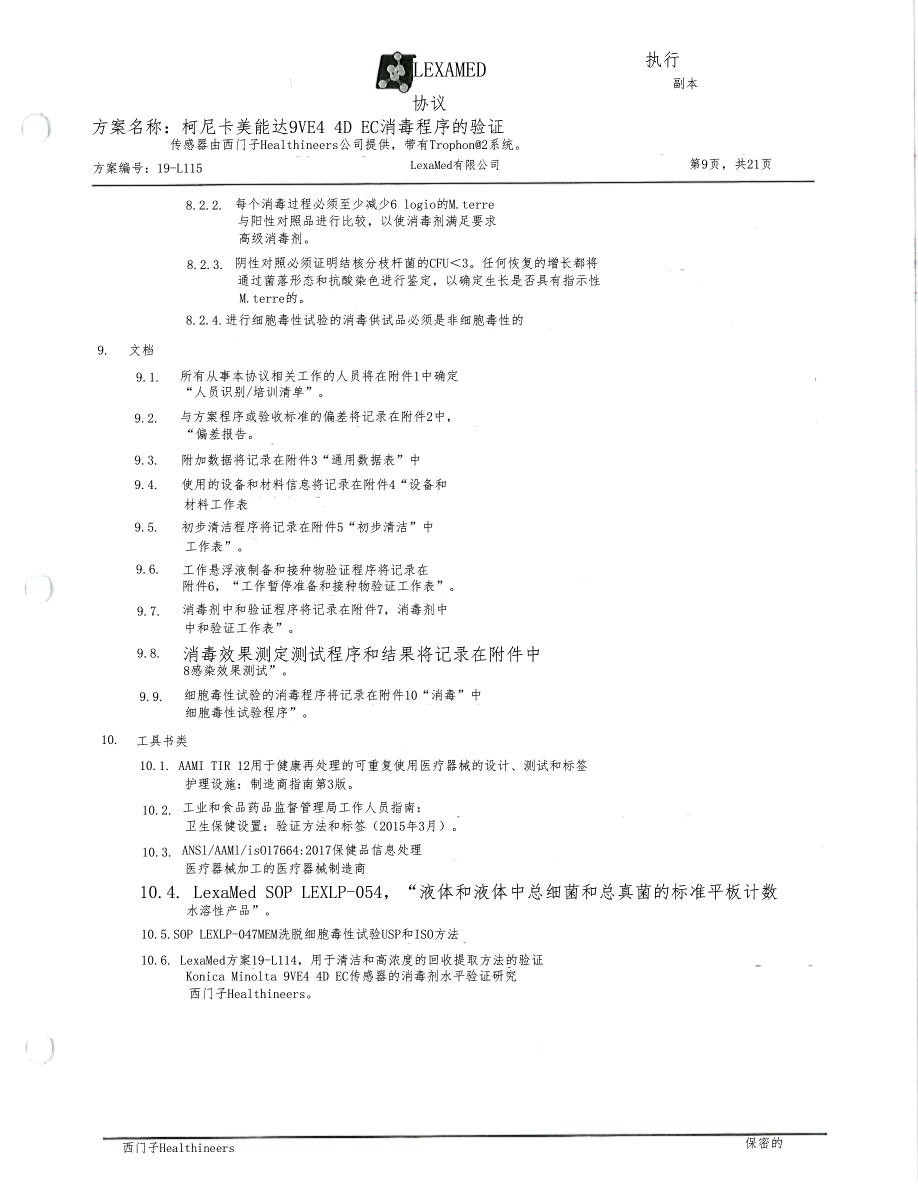 LEXAMED
执行
副本
协议
方案名称：柯尼卡美能达9VE4 4D EC消毒程序的验证
传感器由西门子Healthineers公司提供，带有Trophon@2系统。
方案编号：19-L115
LexaMed有限公司
第9页，共21页
8.2.2. 每个消毒过程必须至少减少6 logio的M.terre
与阳性对照品进行比较，以使消毒剂满足要求
高级消毒剂。
8.2.3. 阴性对照必须证明结核分枝杆菌的CFU＜3。任何恢复的增长都将
通过菌落形态和抗酸染色进行鉴定，以确定生长是否具有指示性
M.terre的。
8.2.4.进行细胞毒性试验的消毒供试品必须是非细胞毒性的
9. 文档
9.1. 所有从事本协议相关工作的人员将在附件1中确定
“人员识别/培训清单”。
9.2. 与方案程序或验收标准的偏差将记录在附件2中，
“偏差报告。
9.3. 附加数据将记录在附件3“通用数据表”中
9.4. 使用的设备和材料信息将记录在附件4“设备和
材料工作表
9.5. 初步清洁程序将记录在附件5“初步清洁”中
工作表”。
9.6. 工作悬浮液制备和接种物验证程序将记录在
附件6，“工作暂停准备和接种物验证工作表”。
9.7. 消毒剂中和验证程序将记录在附件7，消毒剂中
中和验证工作表”。
9.8. 消毒效果测定测试程序和结果将记录在附件中
8感染效果测试”。
9.9. 细胞毒性试验的消毒程序将记录在附件10“消毒”中
细胞毒性试验程序”。
10. 工具书类
10.1. AAMI TIR 12用于健康再处理的可重复使用医疗器械的设计、测试和标签
护理设施：制造商指南第3版。
10.2. 工业和食品药品监督管理局工作人员指南：
卫生保健设置：验证方法和标签（2015年3月）。
10.3. ANSl/AAMl/is017664:2017保健品信息处理
医疗器械加工的医疗器械制造商
10.4. LexaMed SOP LEXLP-054，“液体和液体中总细菌和总真菌的标准平板计数
水溶性产品”。
10.5.SOP LEXLP-047MEM洗脱细胞毒性试验USP和ISO方法
10.6. LexaMed方案19-L114，用于清洁和高浓度的回收提取方法的验证
Konica Minolta 9VE4 4D EC传感器的消毒剂水平验证研究
西门子Healthineers。
西门子Healthineers
保密的